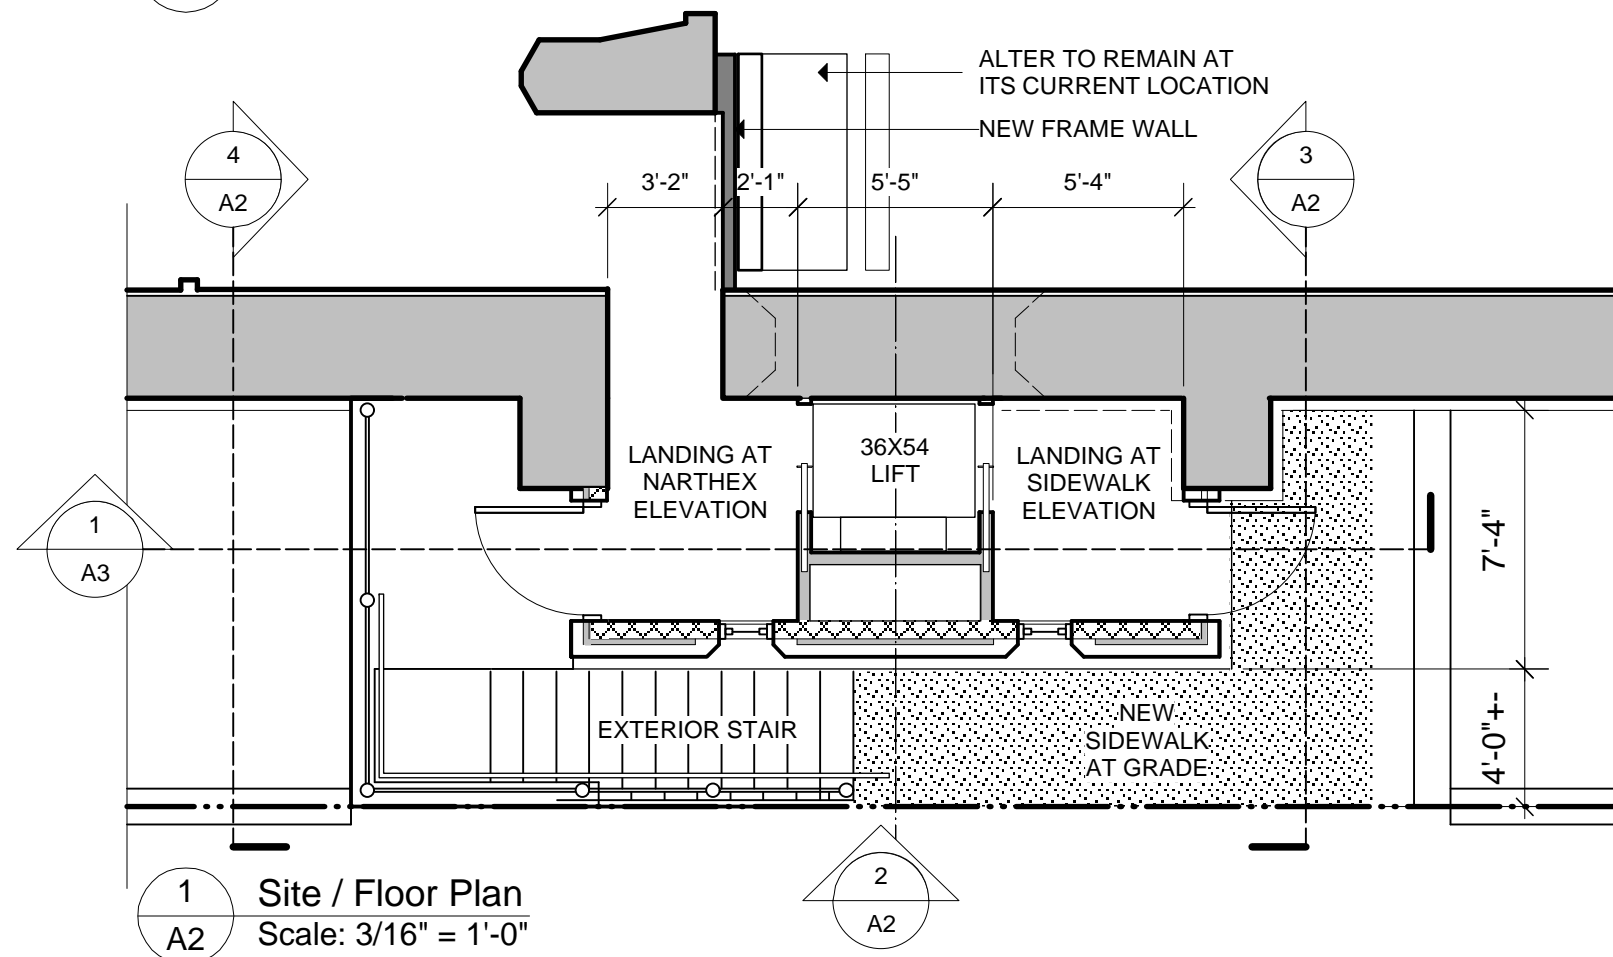 ALTER TO REMAIN AT
ITS CURRENT LOCATION
NEW FRAME WALL
4
A2
3
A2
3'-2"
2'-1"
5'-5"
5'-4"
LANDING AT
NARTHEX
ELEVATION
36X54
LIFT
LANDING AT
SIDEWALK
ELEVATION
1
A3
7'-4"
EXTERIOR STAIR
NEW
SIDEWALK
AT GRADE
4'-0"+-
1
A2
Site / Floor Plan
Scale: 3/16" = 1'-0"
2
A2